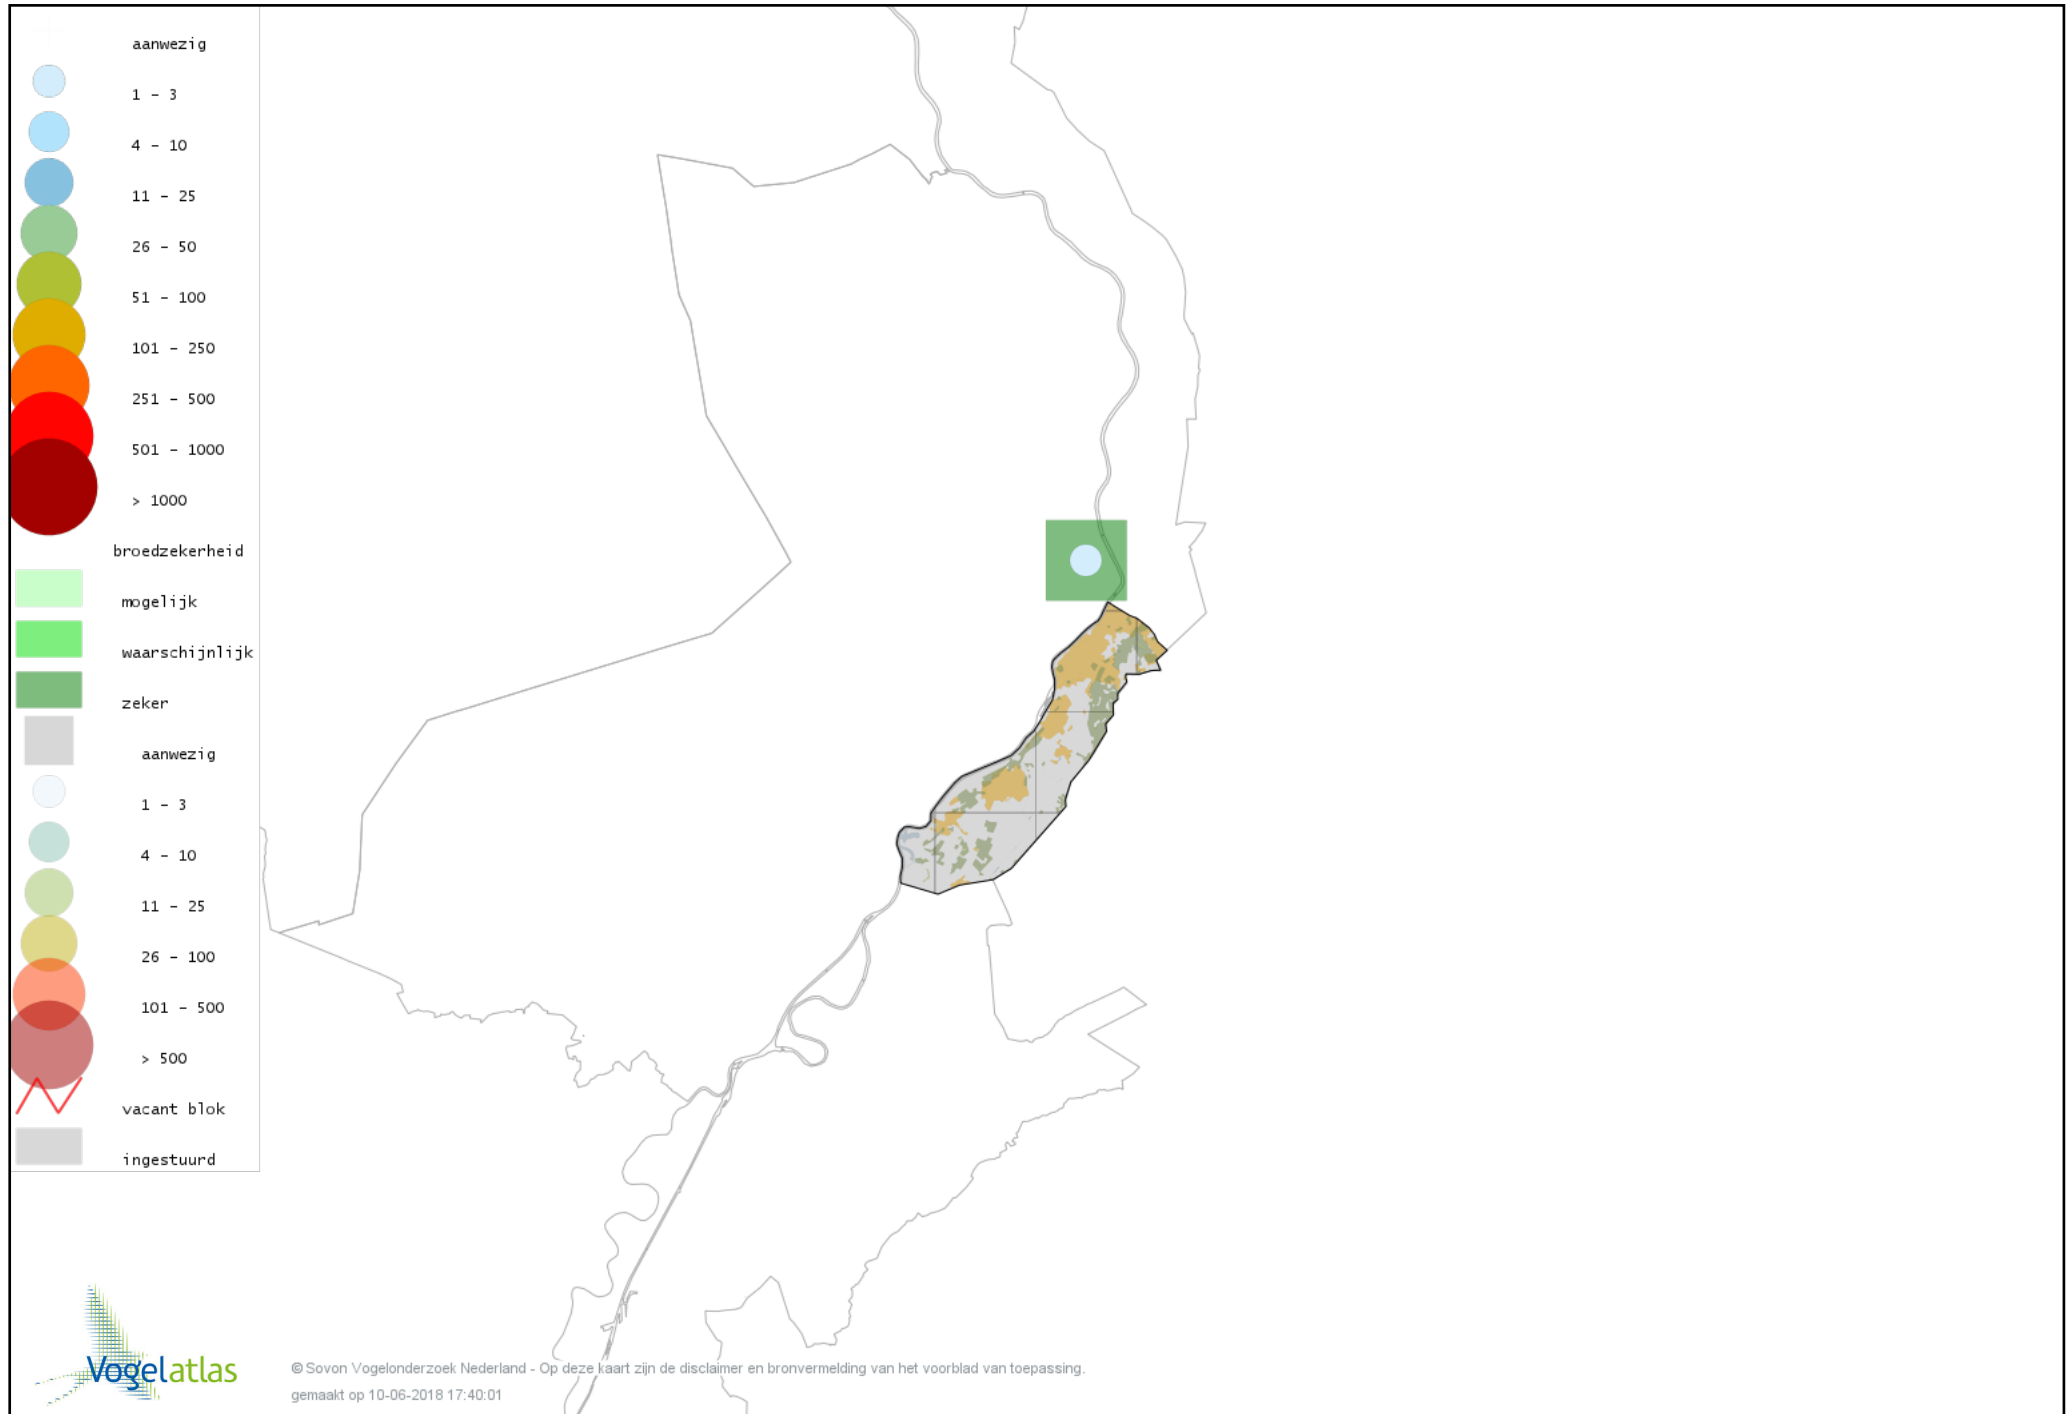 aanwezig
1 - 3
4 - 10
11 - 25
26 - 50
51 - 100
101 - 250
251 - 500
501 - 1000
> 1000
broedzekerheid
mogelijk
waarschijnlijk
zeker
aanwezig
1 - 3
4 - 10
11 - 25
26 - 100
101 - 500
> 500
vacant blok
ingestuurd
Vogelatlas
© Sovon Vogelonderzoek Nederland - Op deze kaart zijn de disclaimer en bronvermelding van het voorblad van toepassing.
gemaakt op 10-06-2018 17:40:01